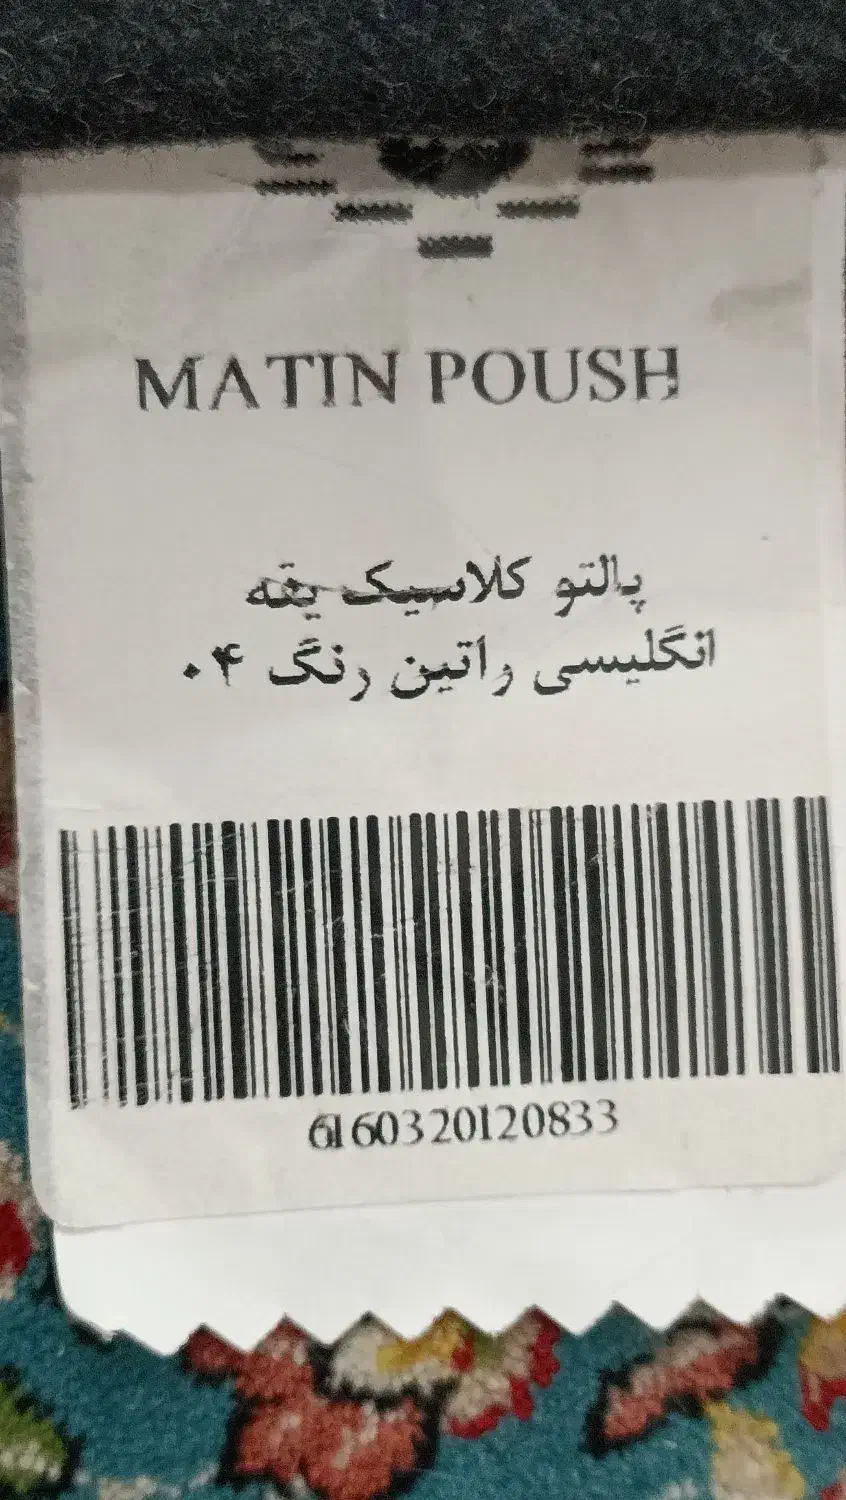 MATIN POUSH
پالتو کلاسیک یقه
انگلیسی راتین رنگ ۰۴
6160320120833